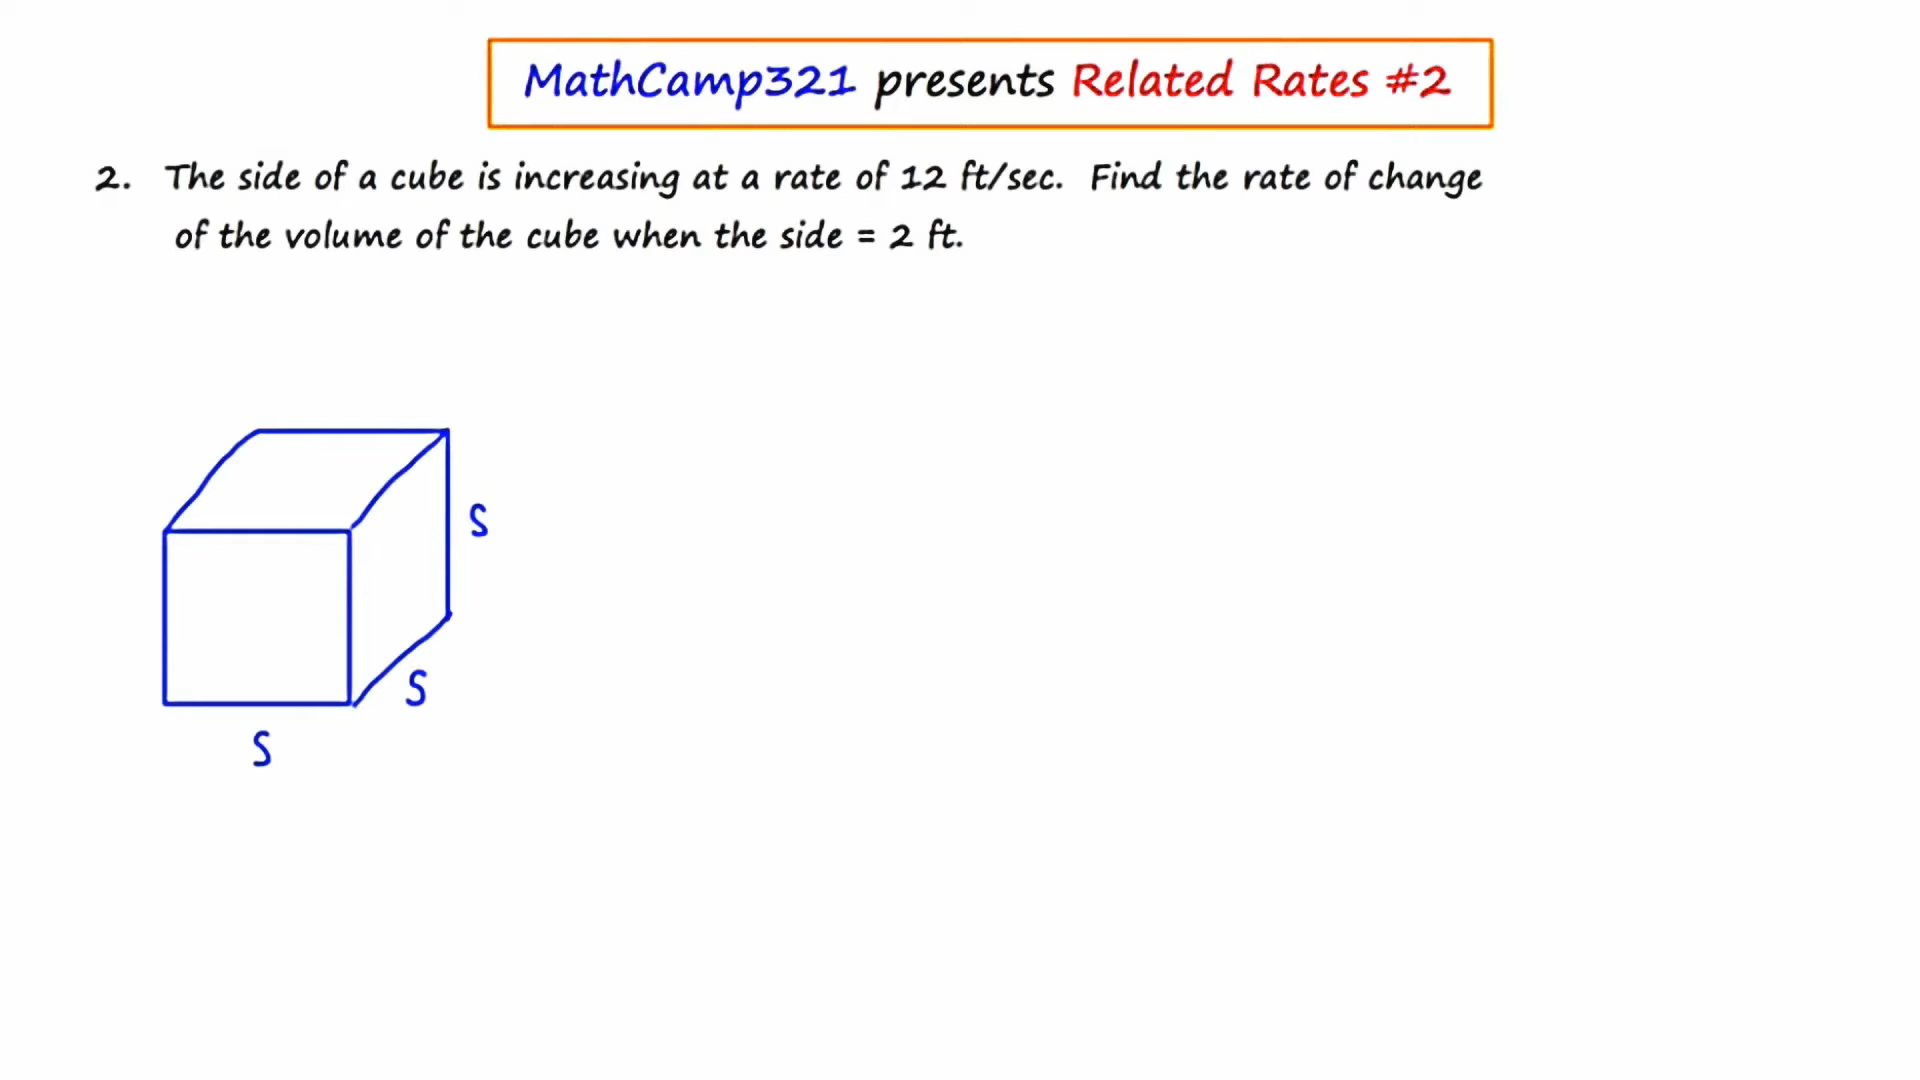 MathCamp321 presents Related Rates #2
2. The side of a cube is increasing at a rate of 12 ft/sec. Find the rate of change
of the volume of the cube when the side = 2 ft.
S
S
S